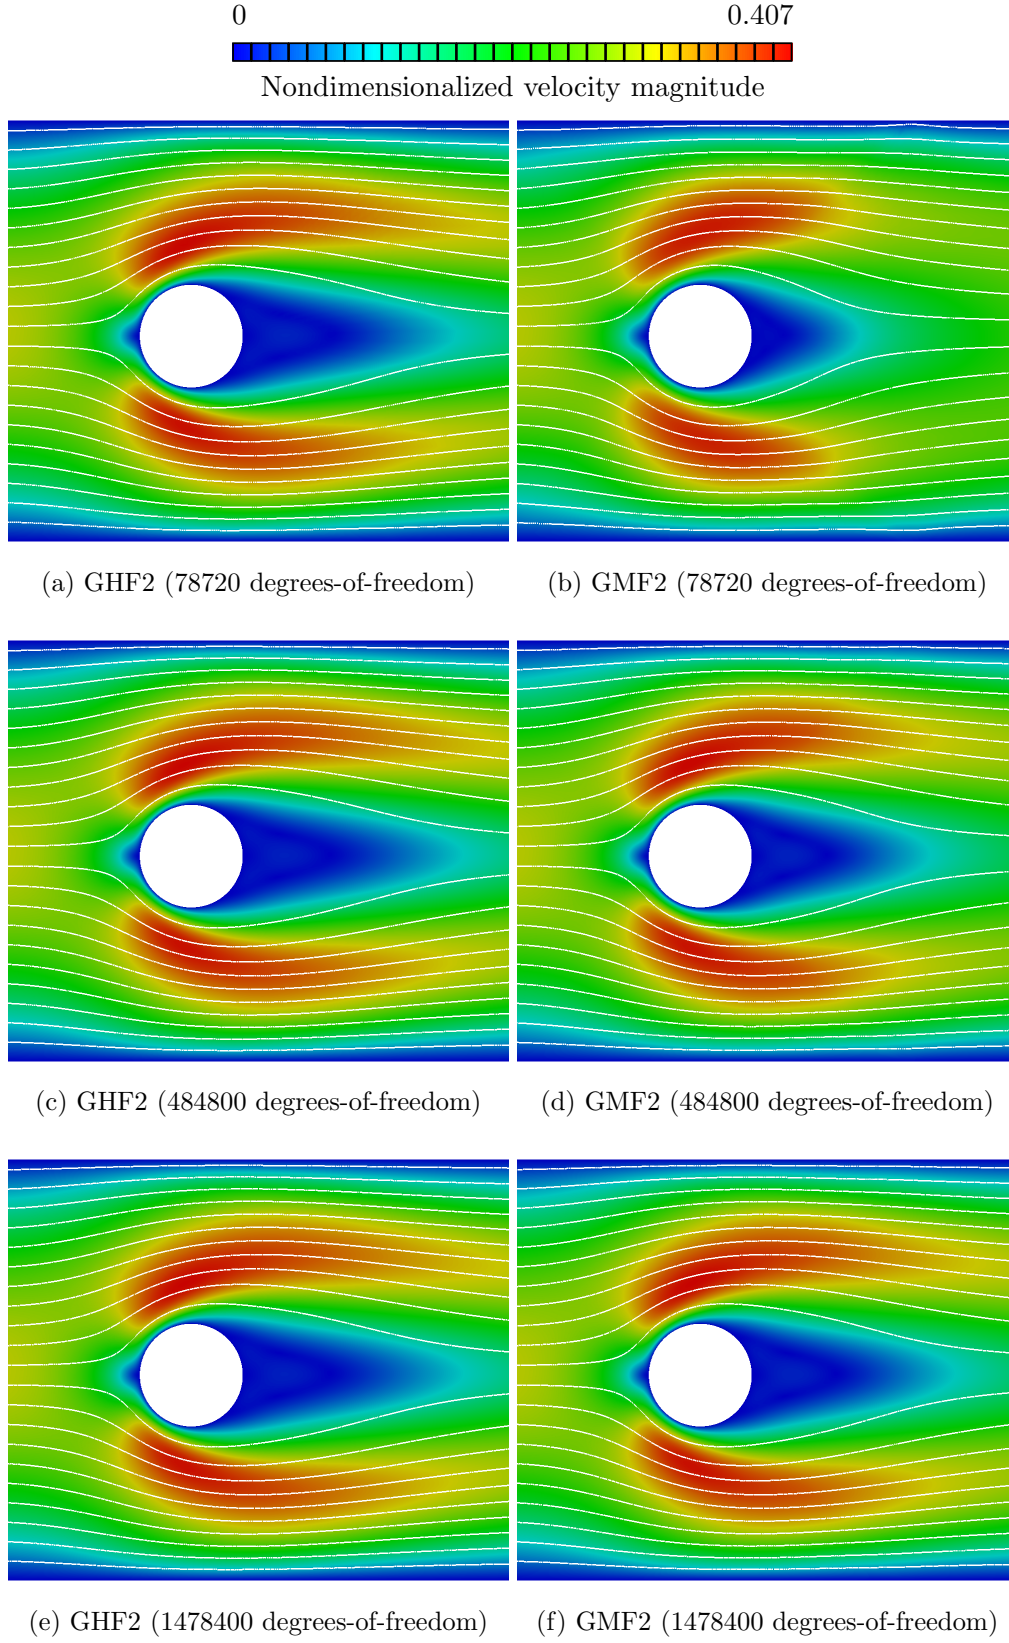 0 0.407
Nondimensionalized velocity magnitude
(a) GHF2 (78720 degrees-of-freedom) (b) GMF2 (78720 degrees-of-freedom)
(c) GHF2 (484800 degrees-of-freedom) (d) GMF2 (484800 degrees-of-freedom)
(e) GHF2 (1478400 degrees-of-freedom) (f) GMF2 (1478400 degrees-of-freedom)